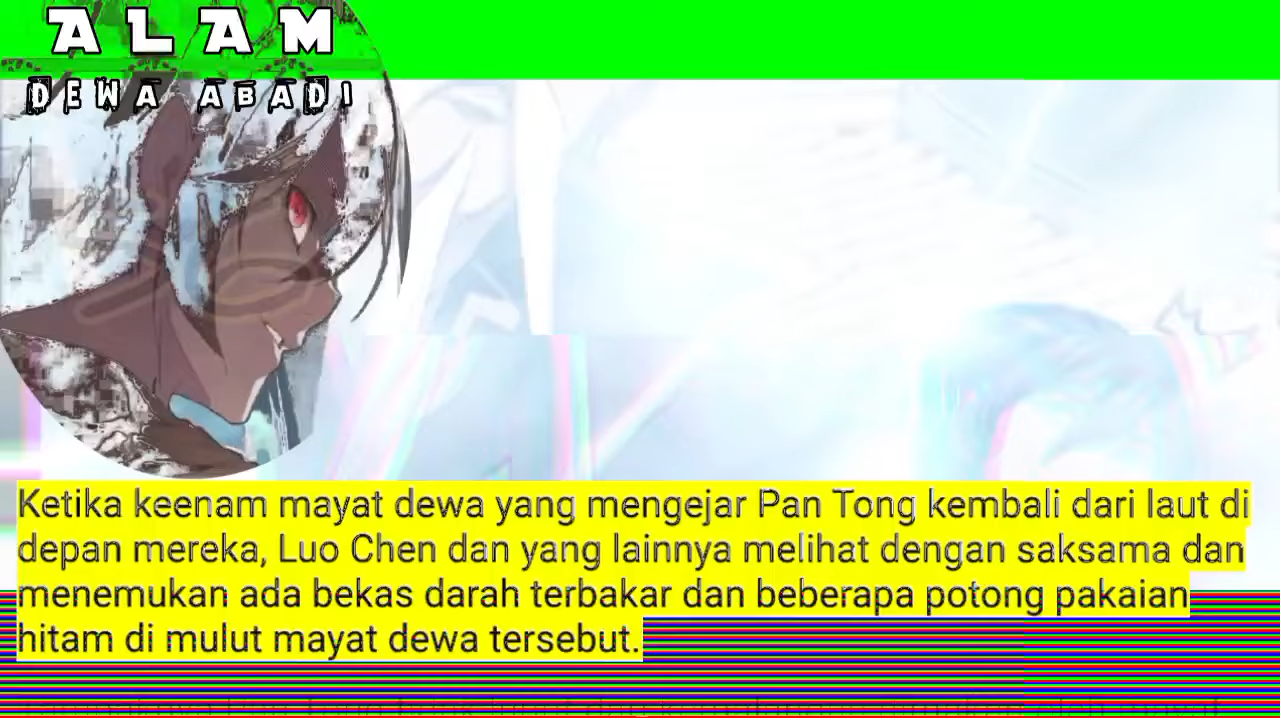 ALAM
DEWA ABADI
Ketika keenam mayat dewa yang mengejar Pan Tong kembali dari laut di
depan mereka, Luo Chen dan yang lainnya melihat dengan saksama dan
menemukan ada bekas darah terbakar dan beberapa potong pakaian
hitam di mulut mayat dewa tersebut.